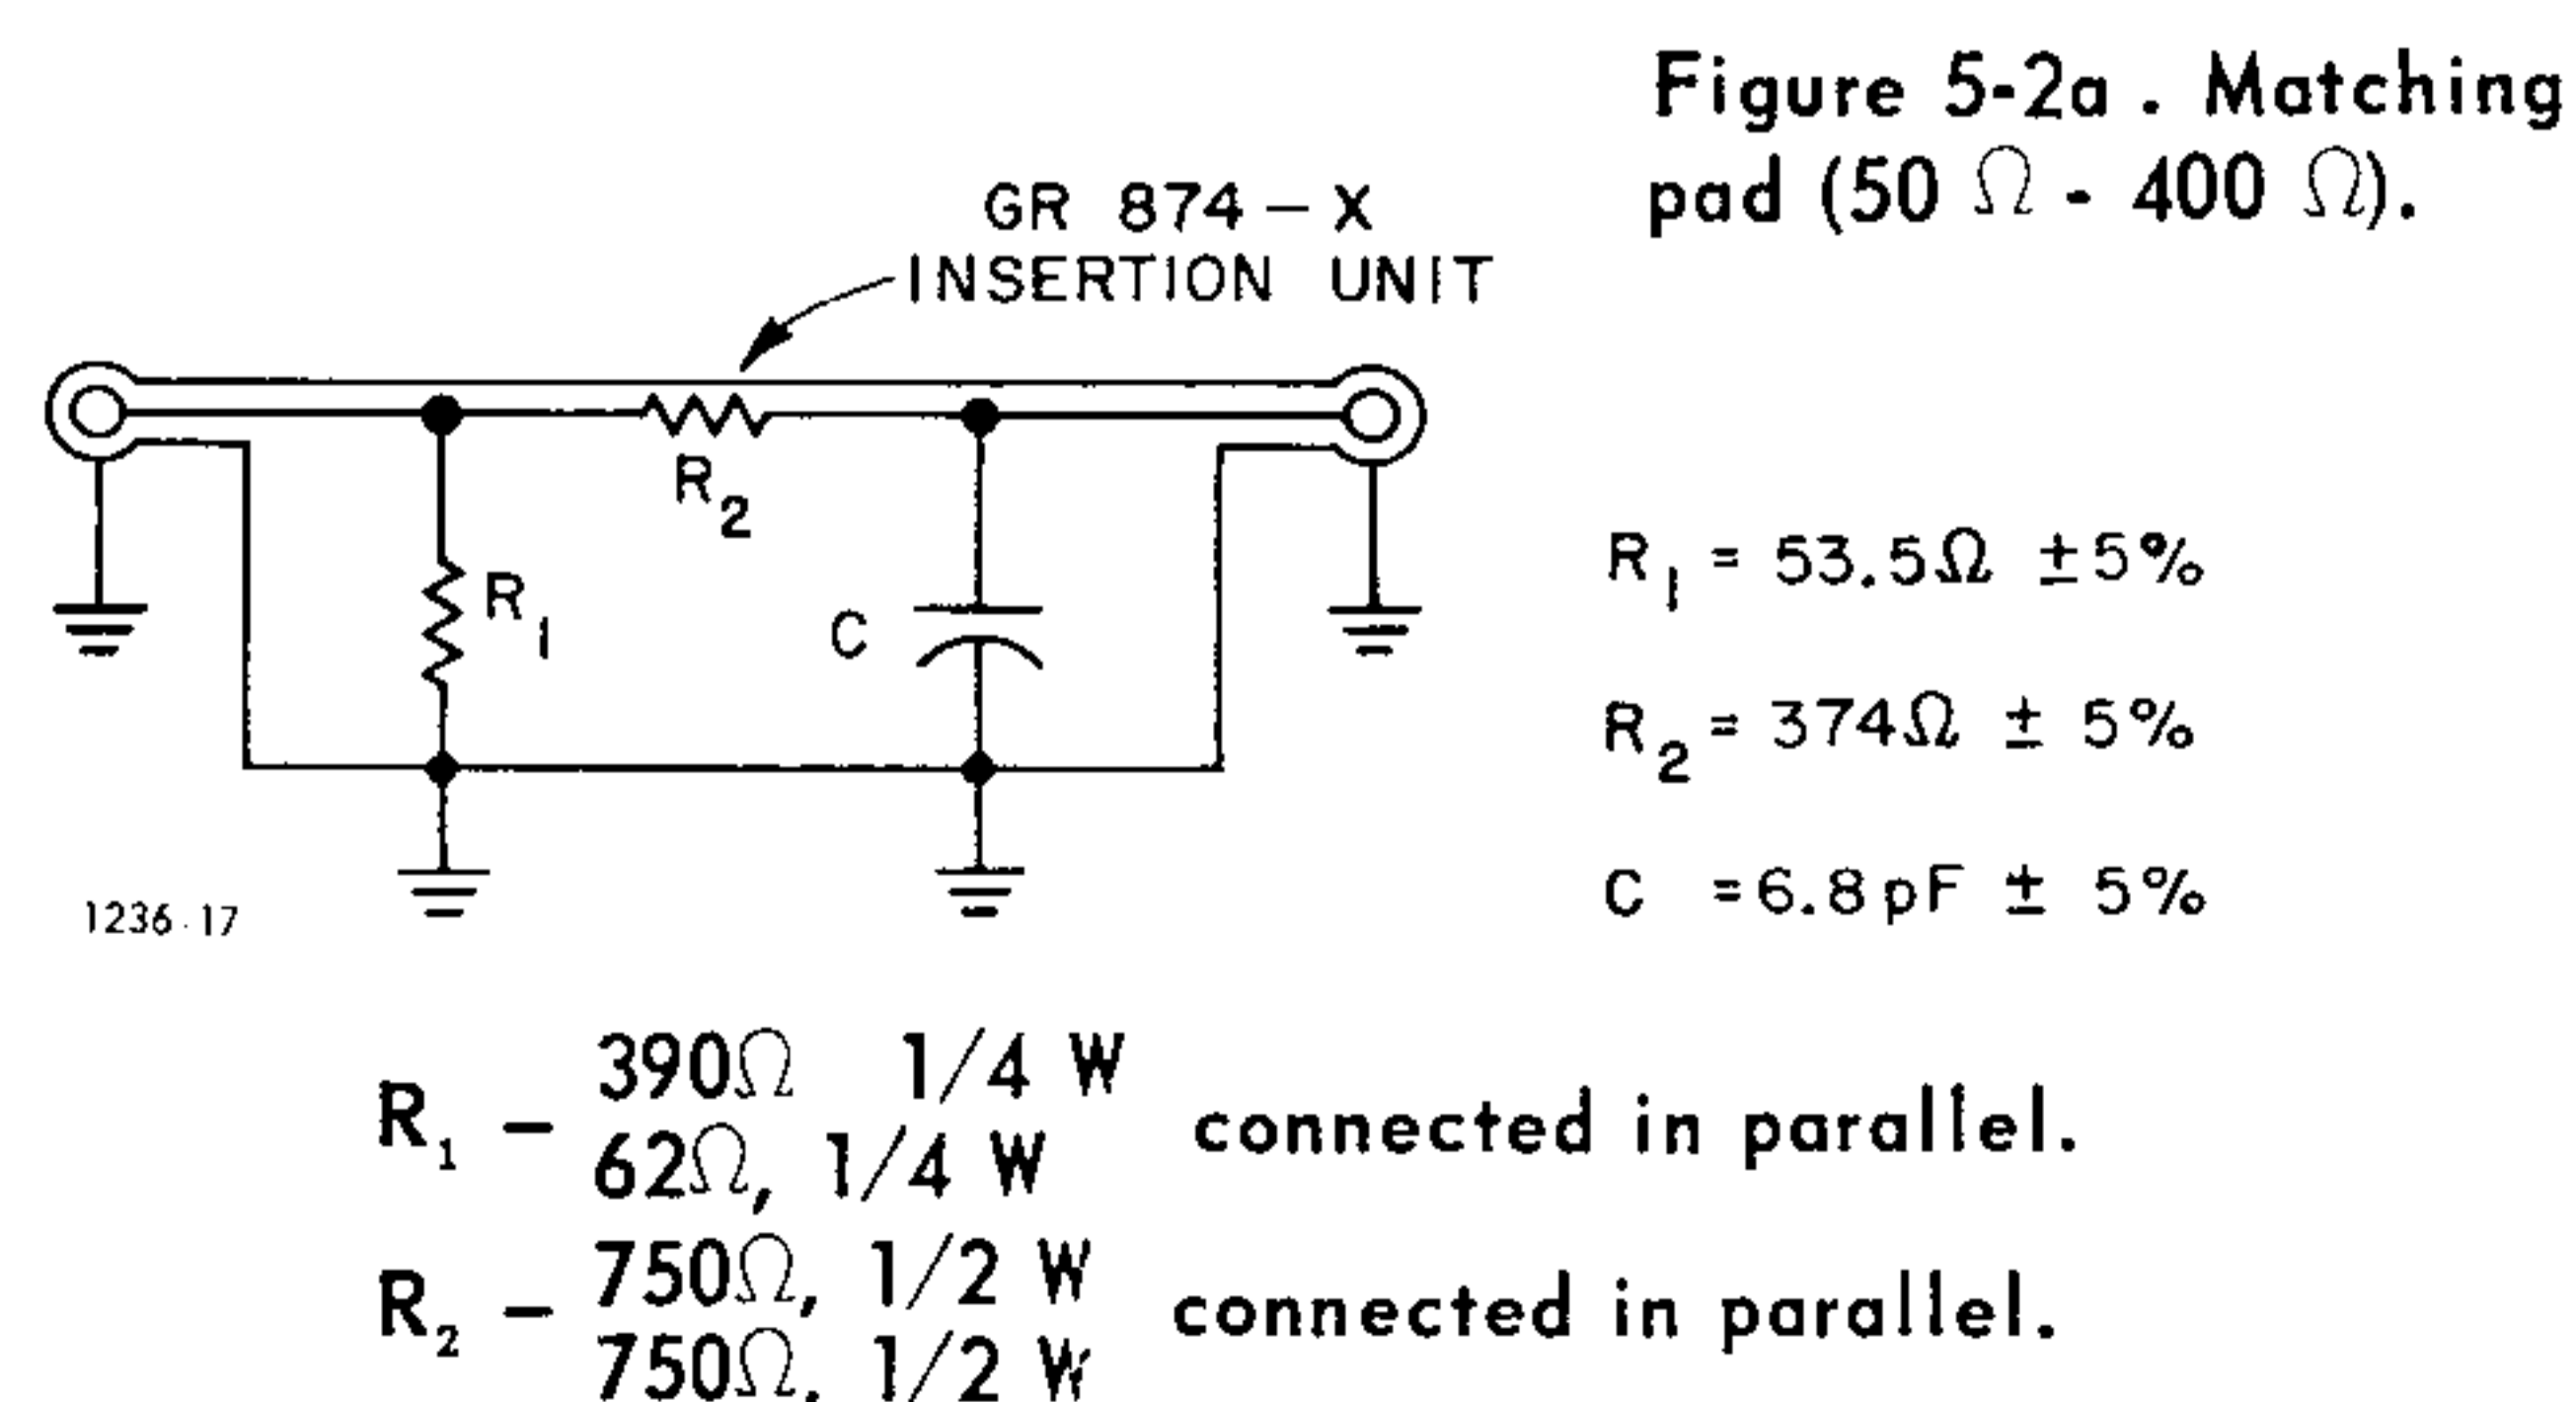 Figure 5-2a . Matching
pad (50 Ω - 400 Ω).
GR 874 – X
INSERTION UNIT
R2
R1
C
R1 = 53.5Ω ±5%
R2 = 374Ω ± 5%
C = 6.8 pF ± 5%
1236-17
R1 – 390Ω 1/4 W
62Ω, 1/4 W
connected in parallel.
R2 – 750Ω, 1/2 W
750Ω, 1/2 W
connected in parallel.